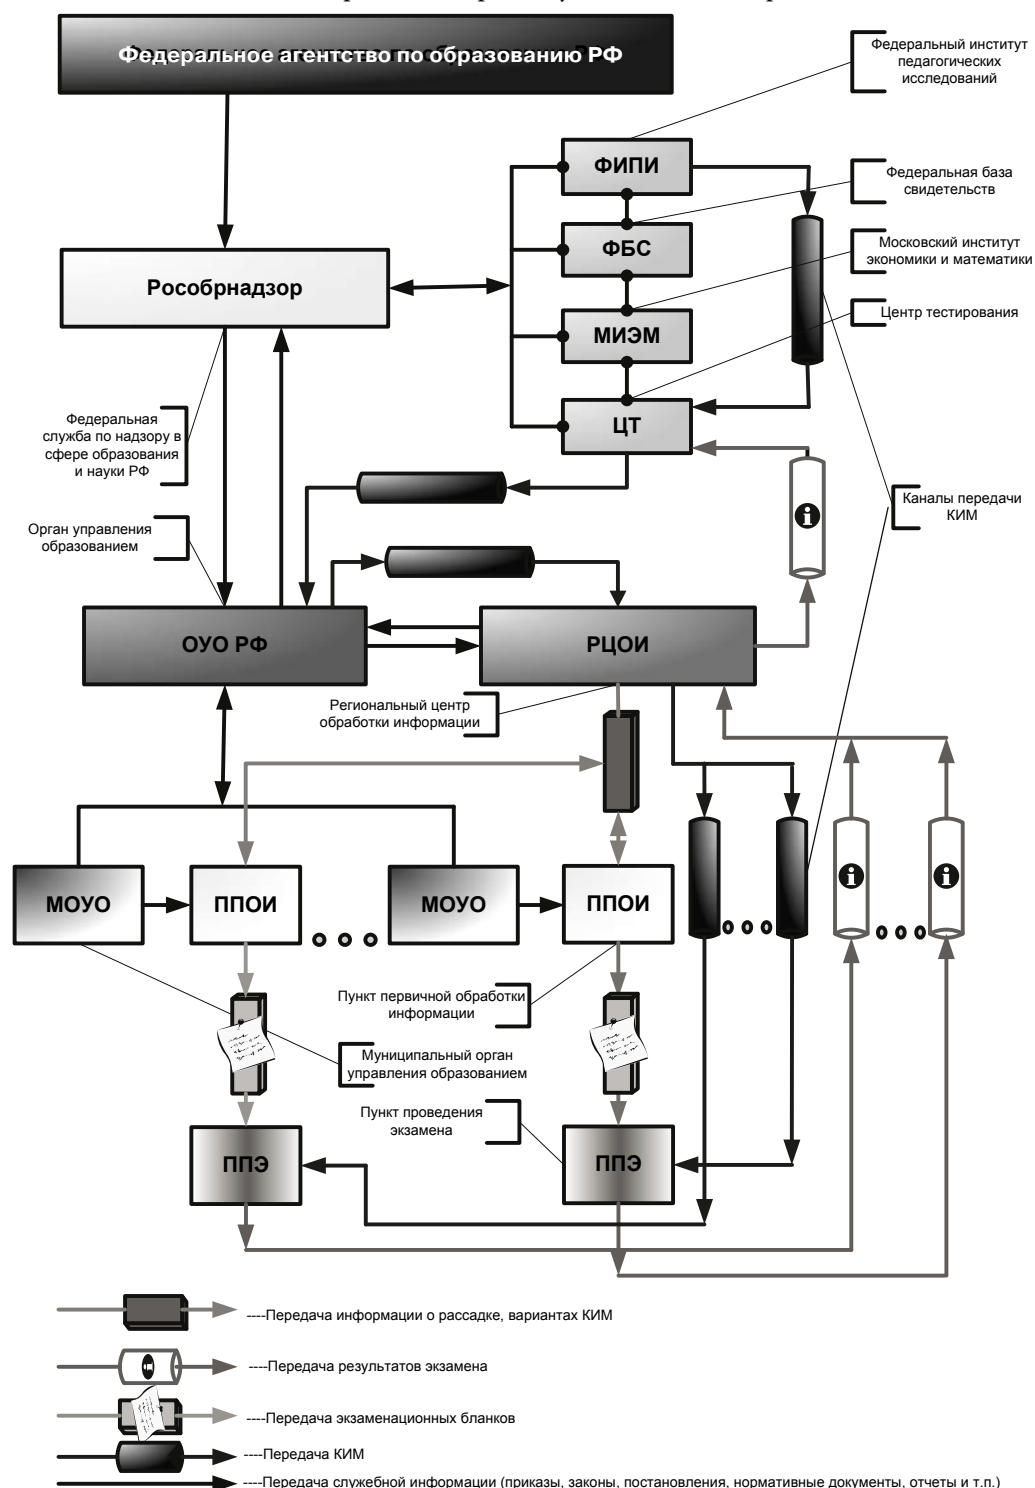 Федеральное агентство по образованию РФ
Федеральный институт
педагогических
исследований
ФИПИ
Федеральная база
свидетельств
ФБС
Московский институт
экономики и математики
Рособрнадзор
МИЭМ
Центр тестирования
ЦТ
Федеральная
служба по надзору в
сфере образования
и науки РФ
Каналы передачи
КИМ
Орган управления
образованием
ОУО РФ
РЦОИ
Региональный центр
обработки информации
МОУО
ППОИ
МОУО
ППОИ
Пункт первичной обработки
информации
Муниципальный орган
управления образованием
Пункт проведения
экзамена
ППЭ
ППЭ
----Передача информации о рассадке, вариантах КИМ
----Передача результатов экзамена
----Передача экзаменационных бланков
----Передача КИМ
----Передача служебной информации (приказы, законы, постановления, нормативные документы, отчеты и т.п.)